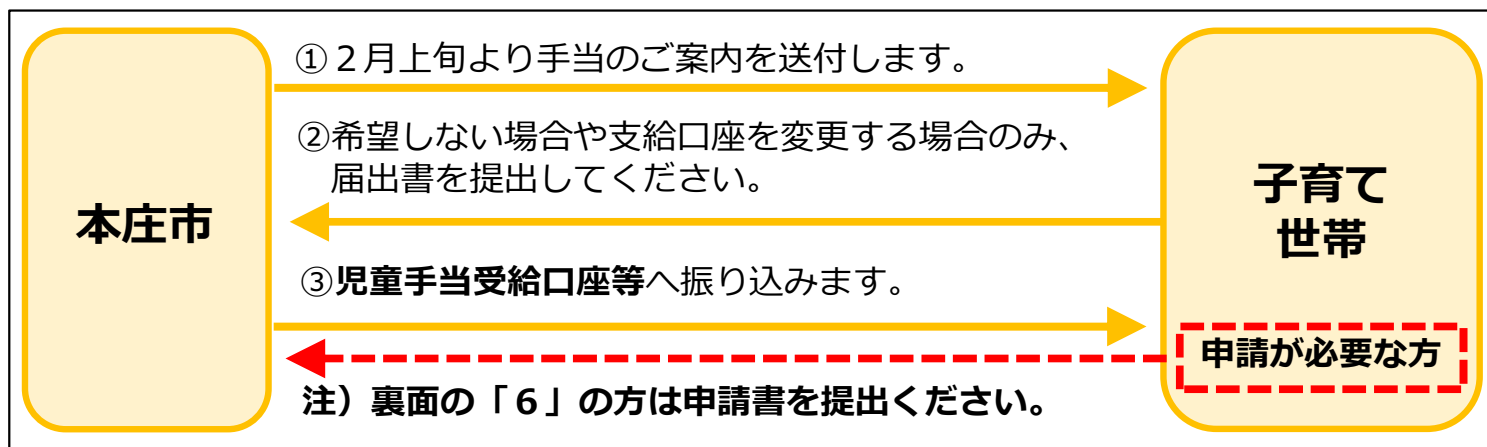 ①２月上旬より手当のご案内を送付します。
②希望しない場合や支給口座を変更する場合のみ、
届出書を提出してください。
本庄市
子育て
世帯
③児童手当受給口座等へ振り込みます。
申請が必要な方
注）裏面の「６」の方は申請書を提出ください。